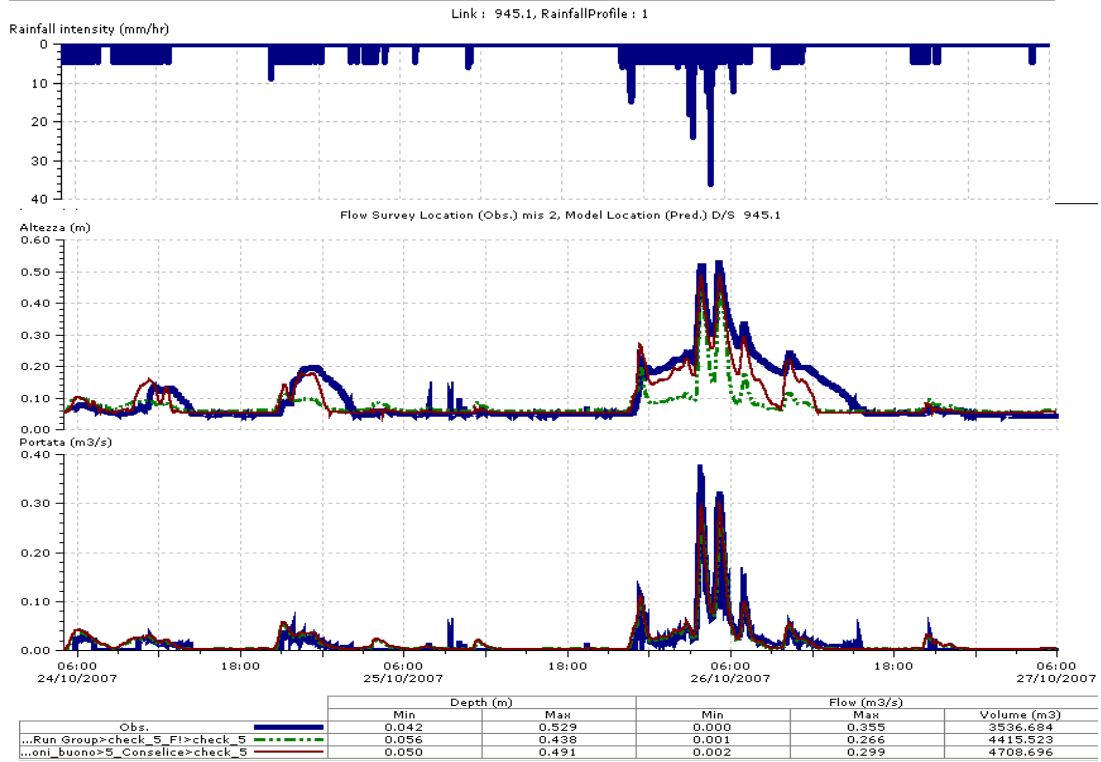 Link : 945.1, RainfallProfile : 1
Rainfall intensity (mm/hr)
0
10
20
30
40
Flow Survey Location (Obs.) mis 2, Model Location (Pred.) D/S 945.1
Altezza (m)
0.60
0.50
0.40
0.30
0.20
0.10
0.00
Portata (m3/s)
0.40
0.30
0.20
0.10
0.00
06:00 18:00 06:00 18:00 06:00 18:00 06:00
24/10/2007 25/10/2007 26/10/2007 27/10/2007
Depth (m) Flow (m3/s)
Min Max Min Max Volume (m3)
Obs. 0.042 0.529 0.000 0.355 3536.684
...Run Group>check_5_F!>check_5 0.056 0.438 0.001 0.266 4415.523
...oni_buono>5_Conselice>check_5 0.050 0.491 0.002 0.299 4708.696